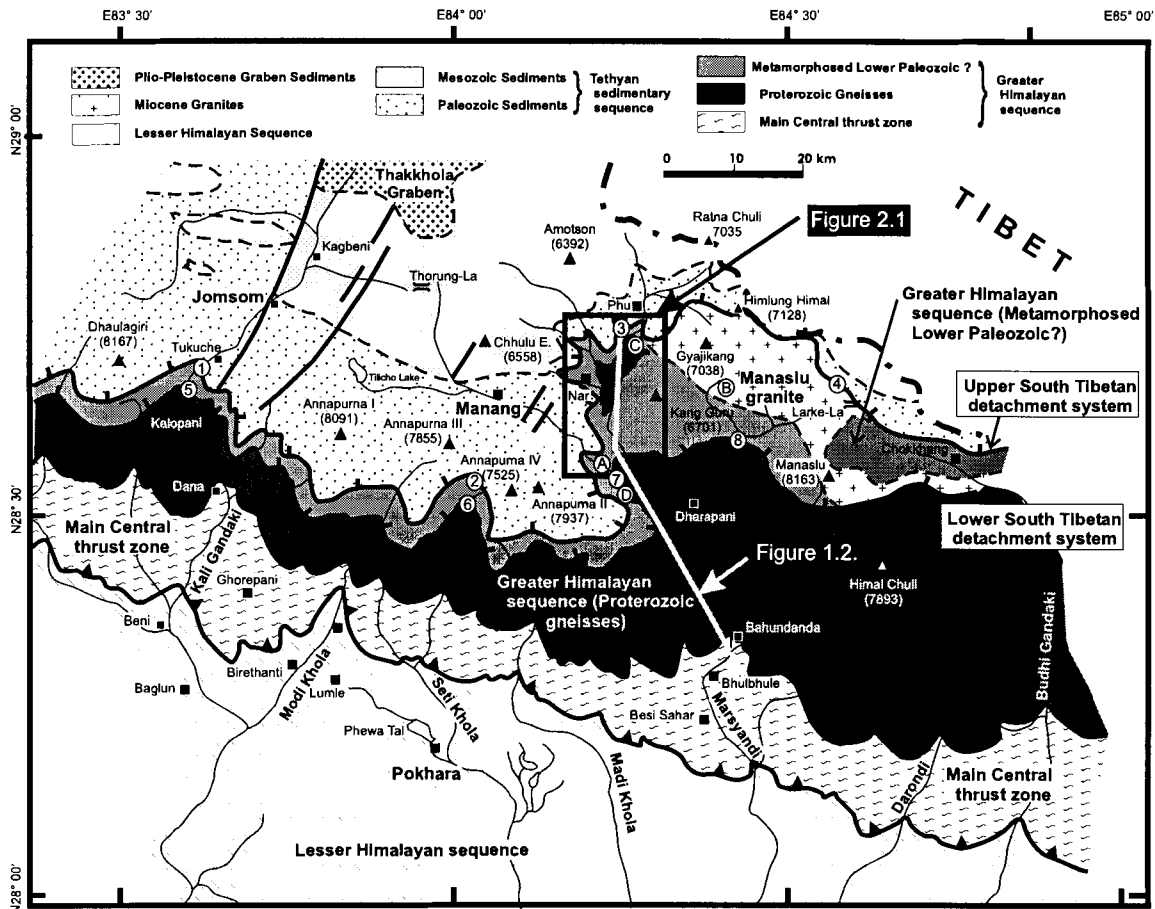 E83° 30'
E84° 00'
E84° 30'
E85° 00'
Plio-Pleistocene Graben Sediments
Miocene Granites
Lesser Himalayan Sequence
Mesozoic Sediments
Paleozoic Sediments
Tethyan
sedimentary
sequence
Metamorphosed Lower Paleozoic ?
Proterozoic Gneisses
Main Central thrust zone
Greater
Himalayan
sequence
N29° 00'
0 10 20 km
Thakkhola
Graben
TIBET
Ratna Chuli
7035
Figure 2.1
Amotson
(6392)
Kagbeni
Thorung-La
Jomsom
Phu
Himlung Himal
(7128)
Greater Himalayan
sequence (Metamorphosed
Lower Paleozoic?)
Dhaulagiri
(8167)
Tukuche
1
5
Chhulu E.
(6558)
3
C
Gyajikang
(7038)
B
Manaslu
granite
4
Upper South Tibetan
detachment system
Tilicho Lake
Manang
Nar
Kang Guru
(6701)
Larke-La
Kalopani
Annapurna I
(8091)
Annapurna III
(7855)
8
Chokkhang
Annapurna IV
(7525)
2
6
A
7
D
Manaslu
(8163)
Dana
Annapurna II
(7937)
Dharapani
N28° 30'
Main Central
thrust zone
Kali Gandaki
Lower South Tibetan
detachment system
Ghorepani
Figure 1.2.
Greater Himalayan
sequence (Proterozoic
gneisses)
Himal Chuli
(7893)
Beni
Bahundanda
Budhi Gandaki
Birethanti
Modi Khola
Lumle
Baglun
Seti Khola
Bhulbhule
Besi Sahar
Marsyandi
Phewa Tal
Pokhara
Madi Khola
Darondi
Main Central
thrust zone
Lesser Himalayan sequence
N28° 00'